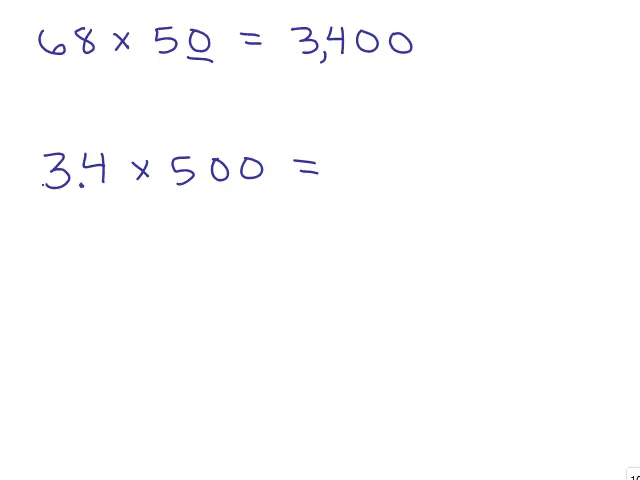 68 × 50 = 3,400
3.4 × 500 =